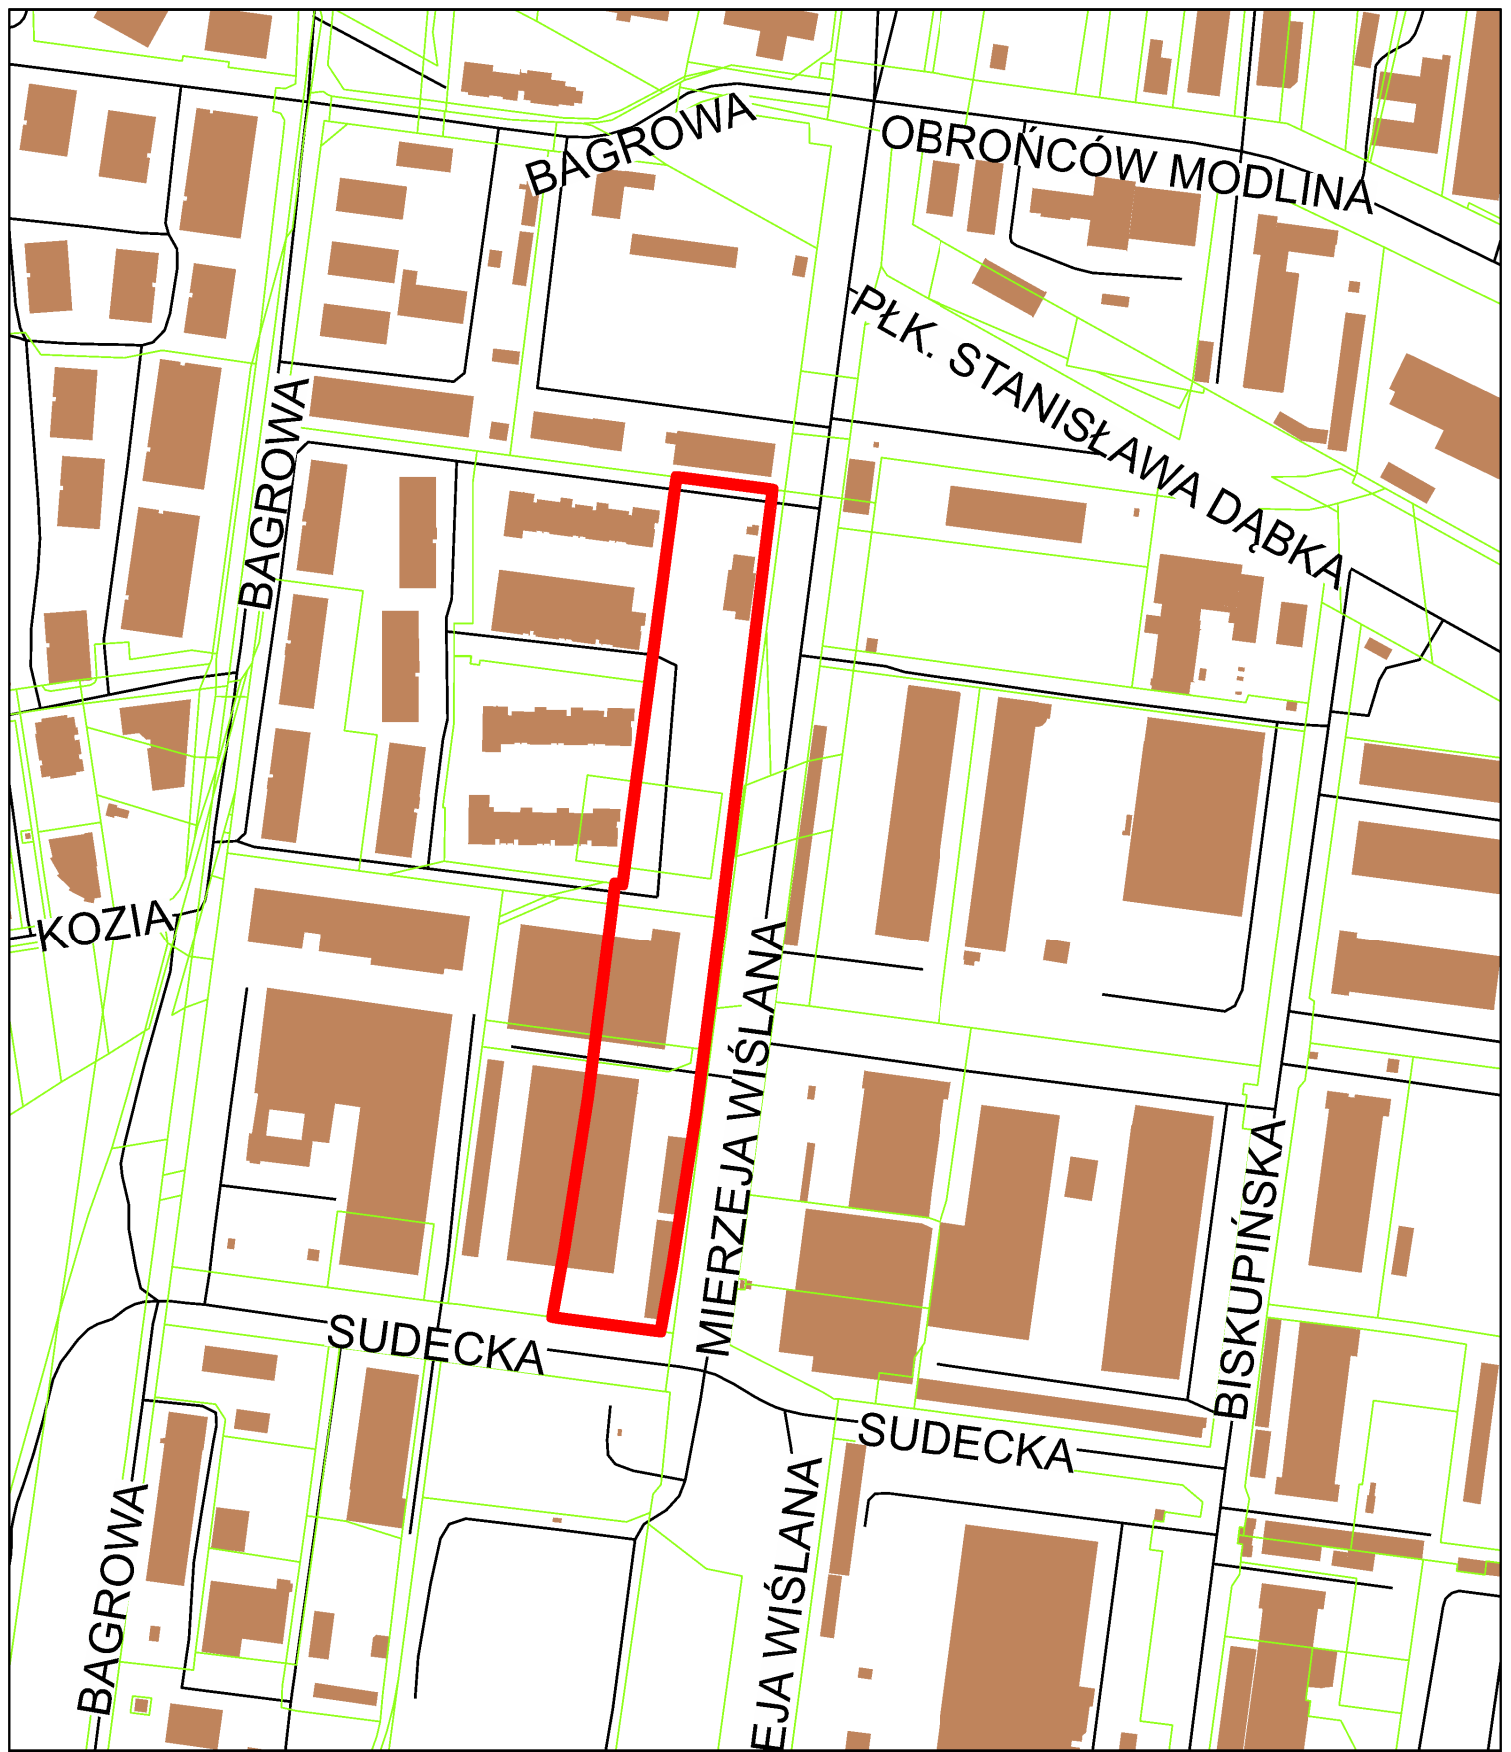 BAGROWA
OBROŃCÓW MODLINA
PŁK. STANISŁAWA DĄBKA
BAGROWA
KOZIA
MIERZEJA WIŚLANA
BISKUPIŃSKA
SUDECKA
SUDECKA
BAGROWA
EJA WIŚLANA